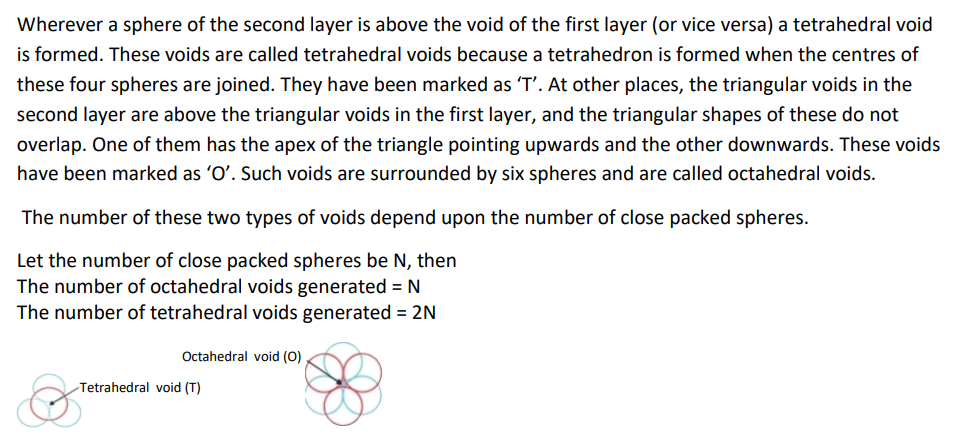 Wherever a sphere of the second layer is above the void of the first layer (or vice versa) a tetrahedral void
is formed. These voids are called tetrahedral voids because a tetrahedron is formed when the centres of
these four spheres are joined. They have been marked as ‘T’. At other places, the triangular voids in the
second layer are above the triangular voids in the first layer, and the triangular shapes of these do not
overlap. One of them has the apex of the triangle pointing upwards and the other downwards. These voids
have been marked as ‘O’. Such voids are surrounded by six spheres and are called octahedral voids.
The number of these two types of voids depend upon the number of close packed spheres.
Let the number of close packed spheres be N, then
The number of octahedral voids generated = N
The number of tetrahedral voids generated = 2N
Octahedral void (O)
Tetrahedral void (T)